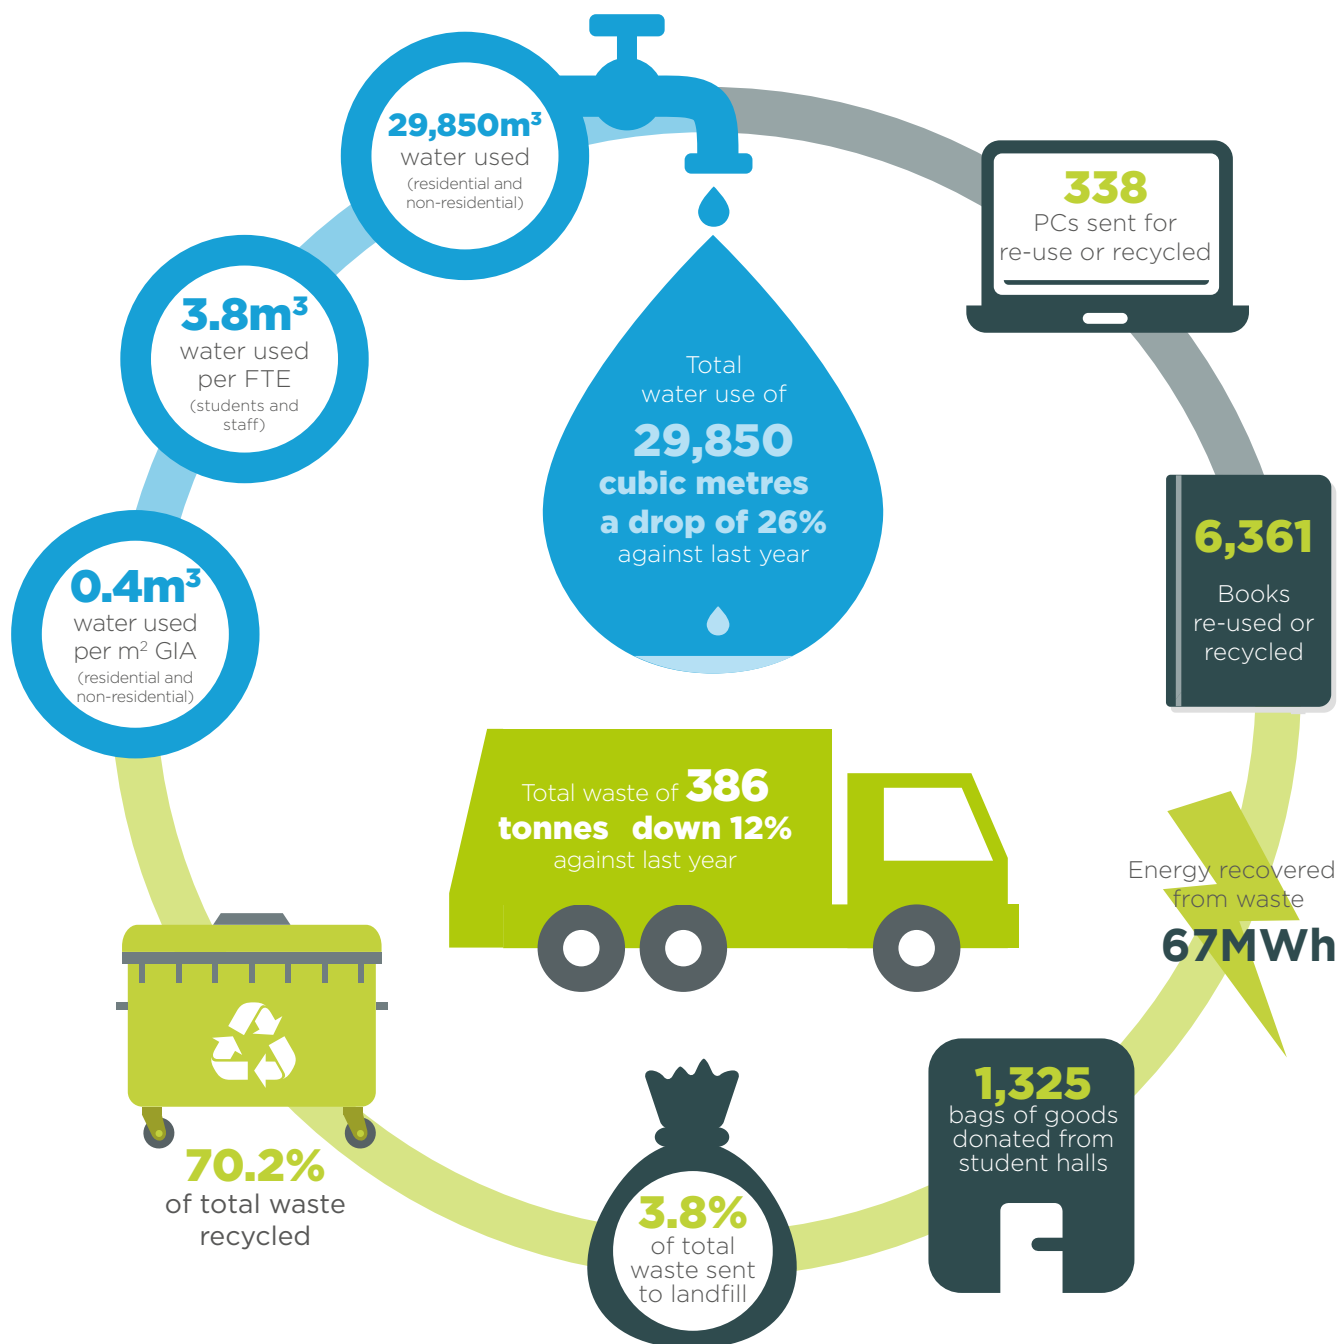 29,850m³
water used
(residential and
non-residential)
3.8m³
water used
per FTE
(students and
staff)
0.4m³
water used
per m² GIA
(residential and
non-residential)
Total
water use of
29,850
cubic metres
a drop of 26%
against last year
338
PCs sent for
re-use or recycled
6,361
Books
re-used or
recycled
Total waste of 386
tonnes down 12%
against last year
Energy recovered
from waste
67MWh
70.2%
of total waste
recycled
3.8%
of total
waste sent
to landfill
1,325
bags of goods
donated from
student halls